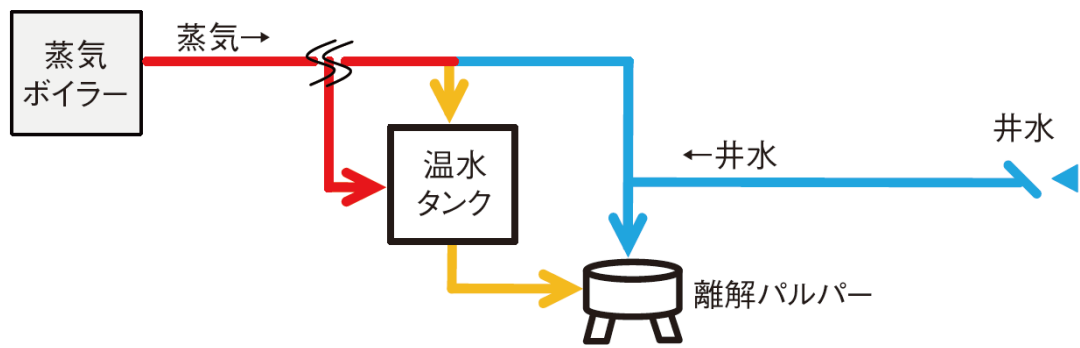 蒸気→
蒸気
ボイラー
井水
←井水
温水
タンク
離解パルパー